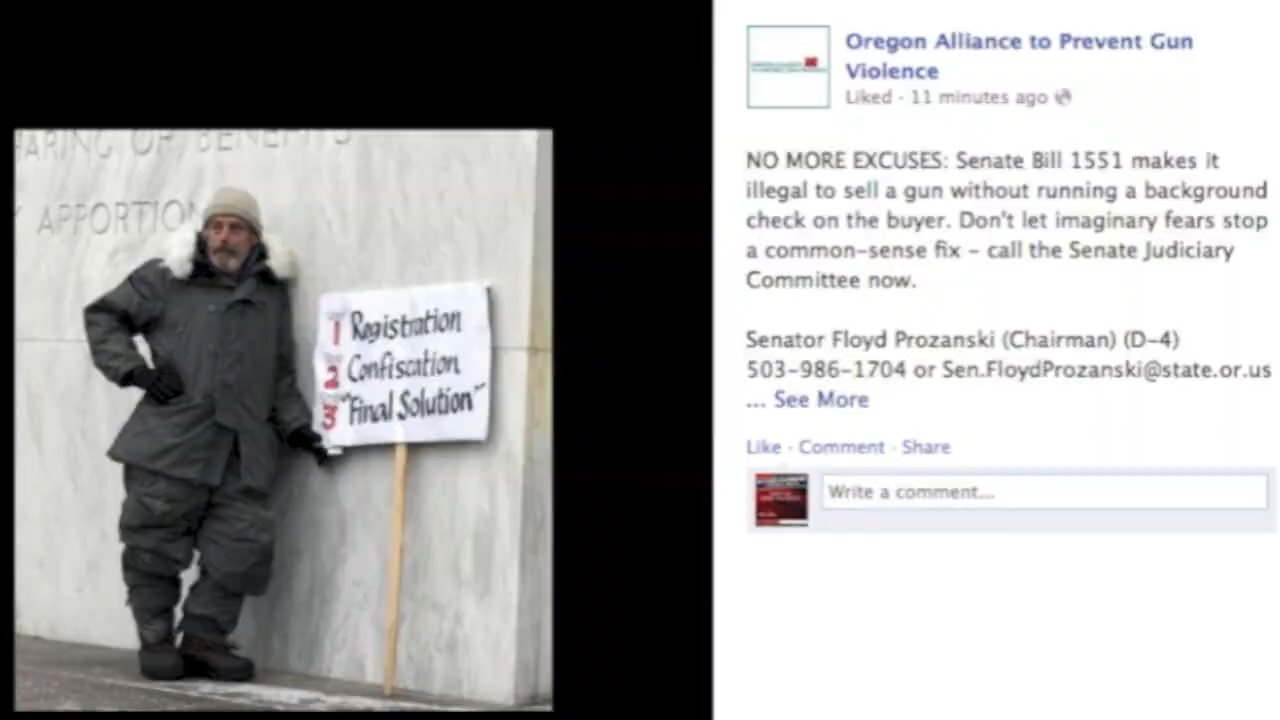 HARING OF BENEFITS
Y APPORTION
1 Registration
2 Confiscation
3 "Final Solution"
Oregon Alliance to Prevent Gun
Violence
Liked · 11 minutes ago
NO MORE EXCUSES: Senate Bill 1551 makes it
illegal to sell a gun without running a background
check on the buyer. Don't let imaginary fears stop
a common-sense fix - call the Senate Judiciary
Committee now.
Senator Floyd Prozanski (Chairman) (D-4)
503-986-1704 or Sen.FloydProzanski@state.or.us
... See More
Like · Comment · Share
Write a comment...